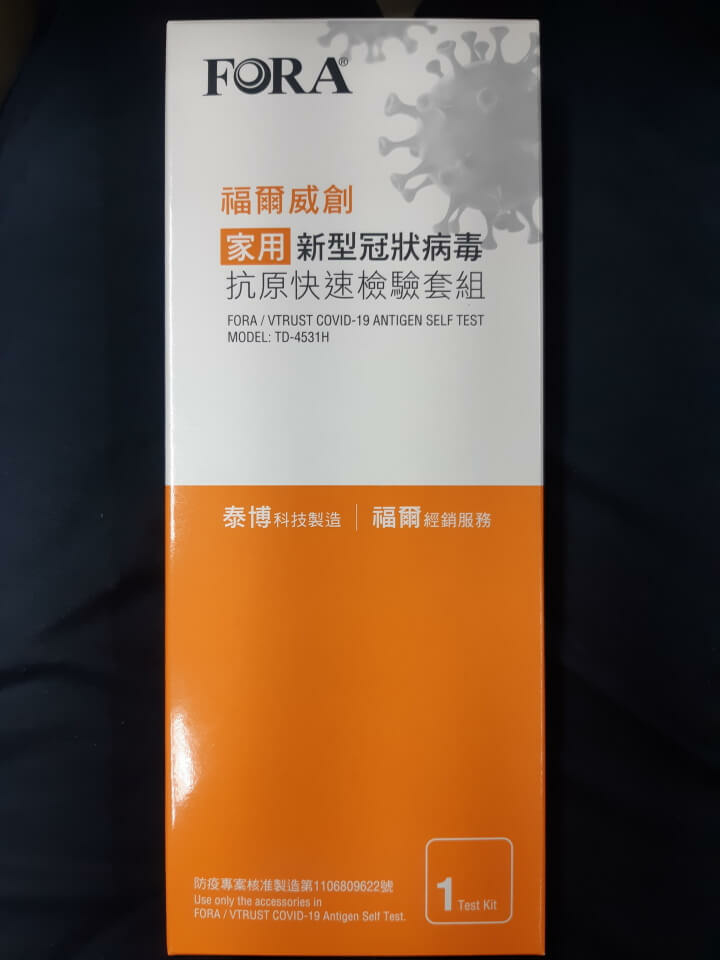 FORA®
福爾威創
家用 新型冠狀病毒
抗原快速檢驗套組
FORA / VTRUST COVID-19 ANTIGEN SELF TEST
MODEL: TD-4531H
泰博科技製造 | 福爾經銷服務
防疫專案核准製造第1106809622號
Use only the accessories in
FORA / VTRUST COVID-19 Antigen Self Test.
1 Test Kit